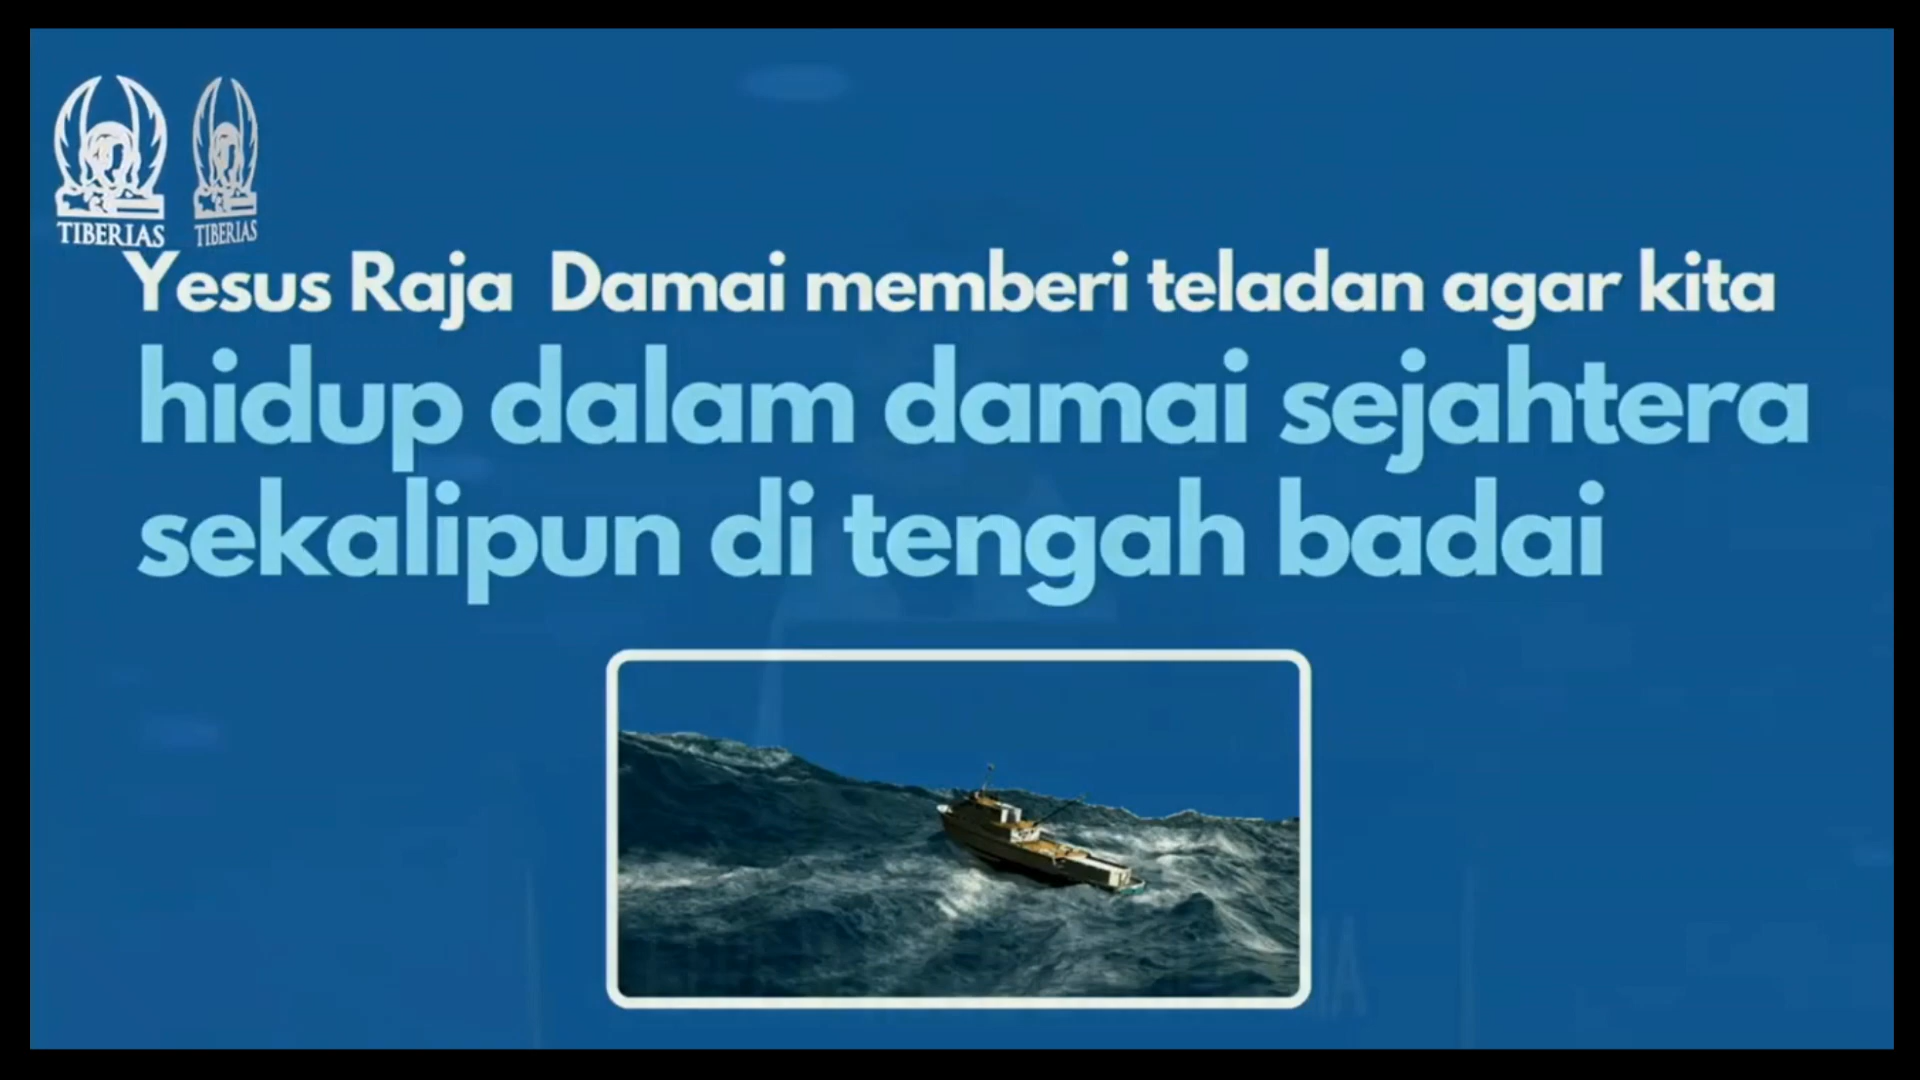 TIBERIAS TIBERIAS
Yesus Raja Damai memberi teladan agar kita
hidup dalam damai sejahtera
sekalipun di tengah badai